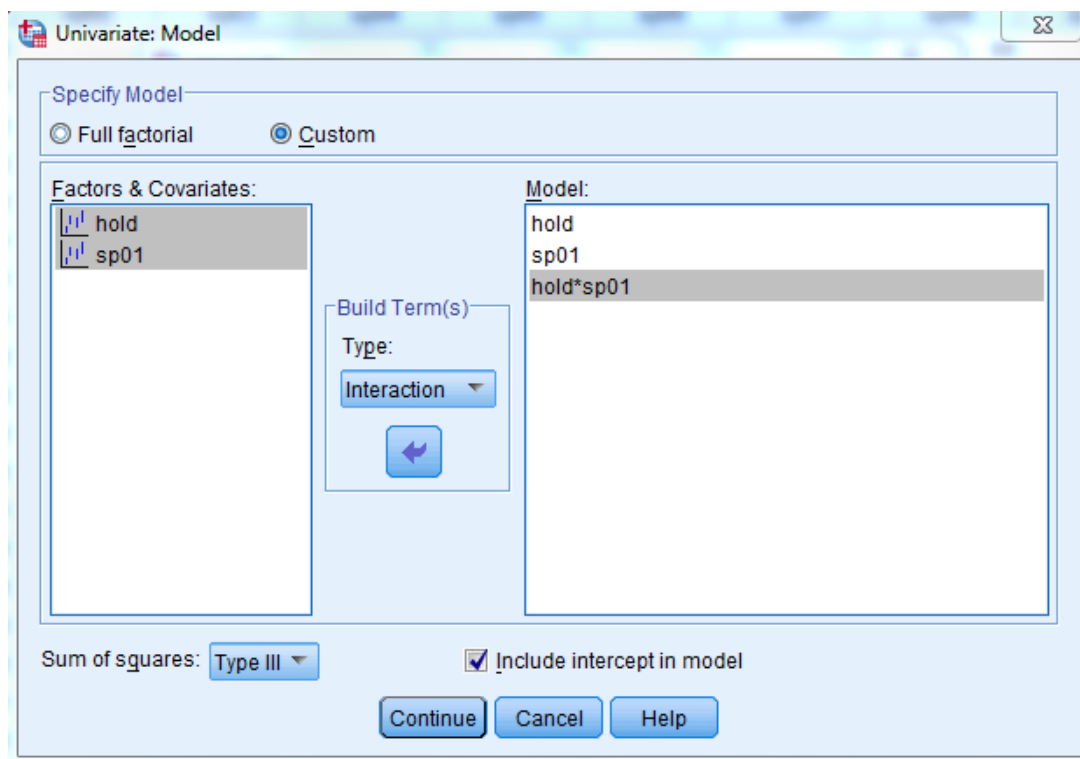 Univariate: Model
Specify Model
Full factorial
Custom
Factors & Covariates:
hold
sp01
Build Term(s)
Type:
Interaction
Model:
hold
sp01
hold*sp01
Sum of squares:
Type III
Include intercept in model
Continue
Cancel
Help